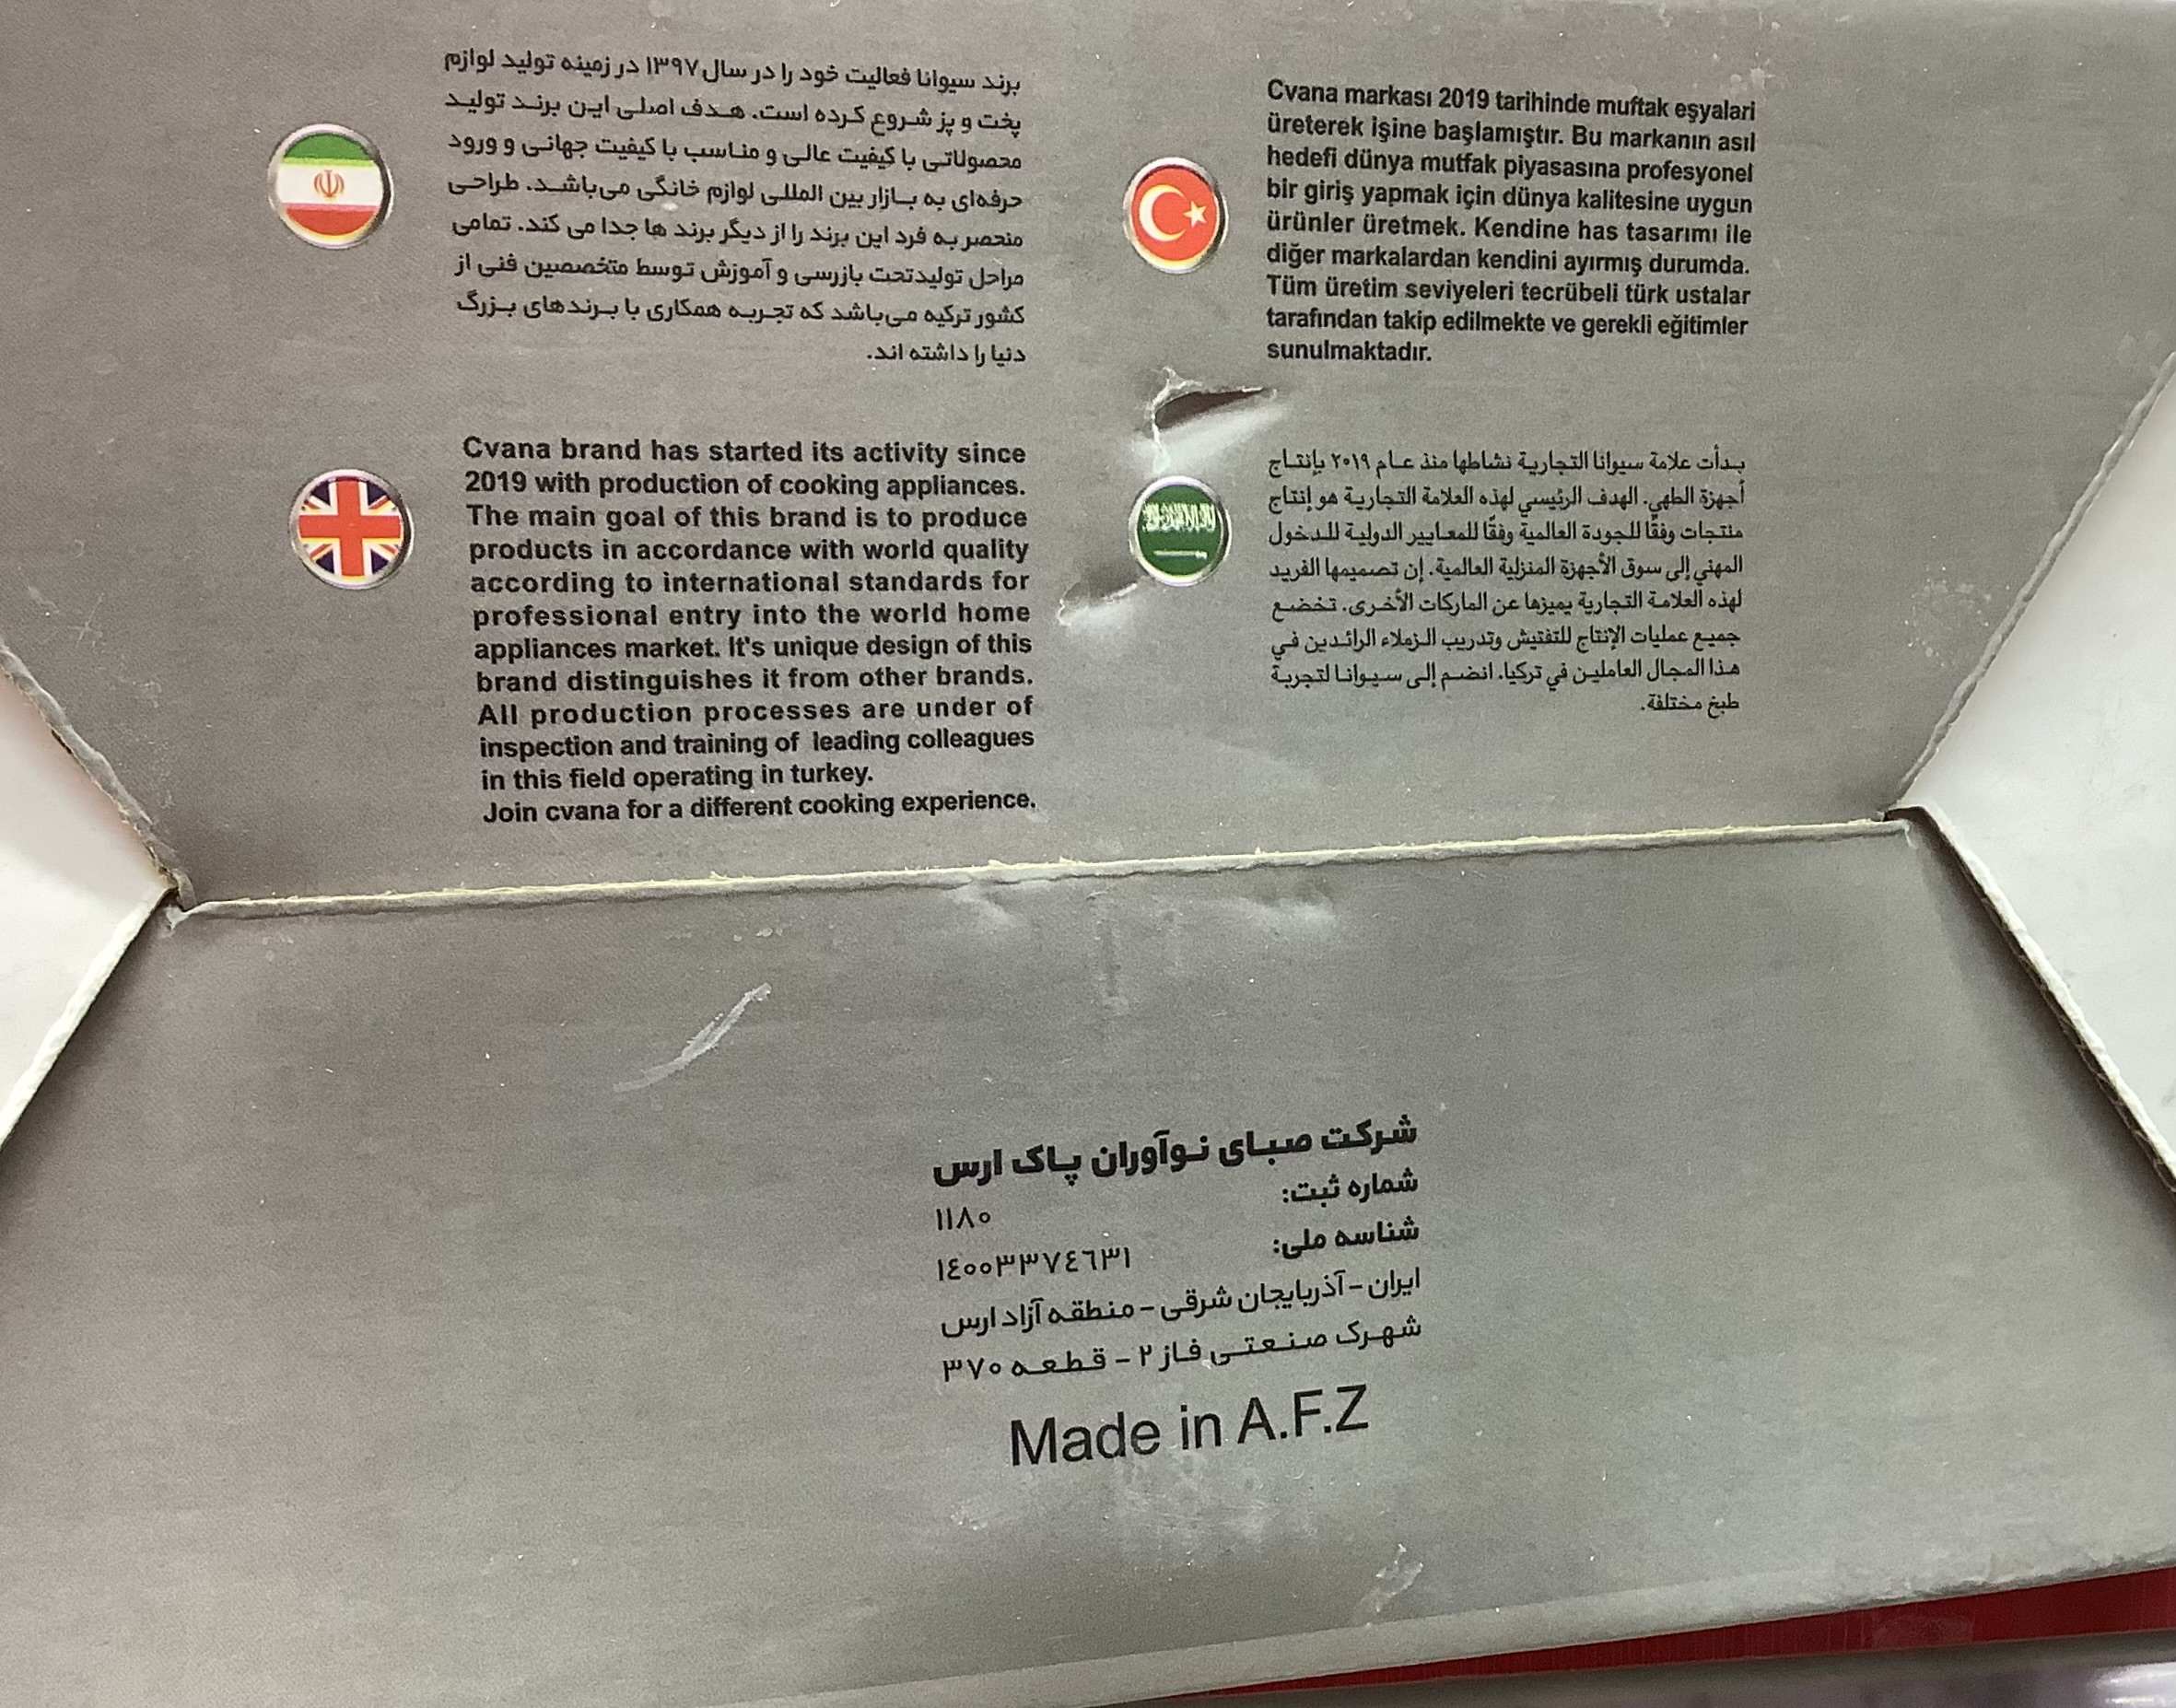 برند سیوانا فعالیت خود را در سال ۱۳۹۷ در زمینه تولید لوازم
پخت و پز شروع کرده است. هدف اصلی این برند تولید
محصولاتی با کیفیت عالی و مناسب با کیفیت جهانی و ورود
حرفه‌ای به بازار بین المللی لوازم خانگی می‌باشد. طراحی
منحصر به فرد این برند را از دیگر برند ها جدا می کند. تمامی
مراحل تولیدتحت بازرسی و آموزش توسط متخصصین فنی از
کشور ترکیه می‌باشد که تجربه همکاری با برندهای بزرگ
دنیا را داشته اند.
Cvana markası 2019 tarihinde muftak eşyalari
üreterek işine başlamıştır. Bu markanın asıl
hedefi dünya mutfak piyasasına profesyonel
bir giriş yapmak için dünya kalitesine uygun
ürünler üretmek. Kendine has tasarımı ile
diğer markalardan kendini ayırmış durumda.
Tüm üretim seviyeleri tecrübeli türk ustalar
tarafından takip edilmekte ve gerekli eğitimler
sunulmaktadır.
Cvana brand has started its activity since
2019 with production of cooking appliances.
The main goal of this brand is to produce
products in accordance with world quality
according to international standards for
professional entry into the world home
appliances market. It's unique design of this
brand distinguishes it from other brands.
All production processes are under of
inspection and training of leading colleagues
in this field operating in turkey.
Join cvana for a different cooking experience.
بدأت علامة سيوانا التجارية نشاطها منذ عام ٢٠١٩ بإنتاج
أجهزة الطهي. الهدف الرئيسي لهذه العلامة التجارية هو إنتاج
منتجات وفقًا للجودة العالمية وفقًا للمعايير الدولية للدخول
المهني إلى سوق الأجهزة المنزلية العالمية. إن تصميمها الفريد
لهذه العلامة التجارية يميزها عن الماركات الأخرى. تخضع
جميع عمليات الإنتاج للتفتيش وتدريب الزملاء الرائدين في
هذا المجال العاملين في تركيا. انضم إلى سيوانا لتجربة
طبخ مختلفة.
شرکت صبای نوآوران پاک ارس
شماره ثبت: ۱۱۸۰
شناسه ملی: ۱٤۰۰۳۳۷٤٦۳۱
ایران - آذربایجان شرقی - منطقه آزاد ارس
شهرک صنعتی فاز ۲ - قطعه ۳۷۰
Made in A.F.Z